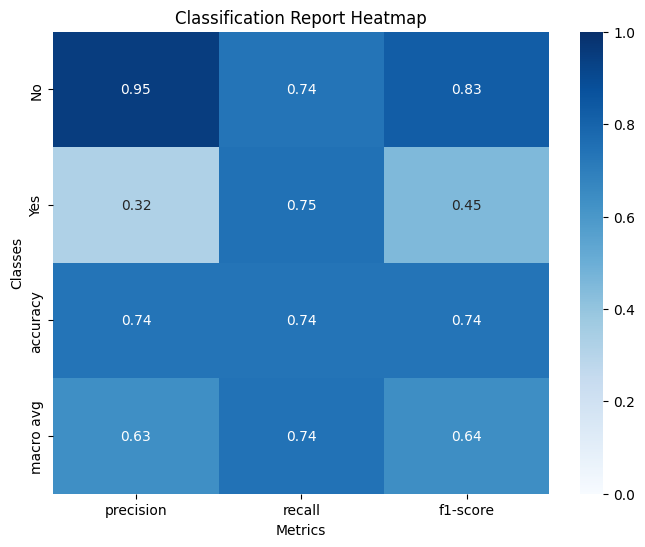 Classification Report Heatmap
No
0.95 0.74 0.83
Yes
0.32 0.75 0.45
accuracy
0.74 0.74 0.74
macro avg
0.63 0.74 0.64
Classes
precision recall f1-score
Metrics
1.0
0.8
0.6
0.4
0.2
0.0